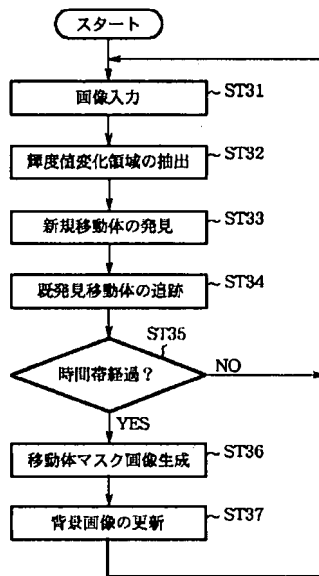 スタート
画像入力 ST31
輝度値変化領域の抽出 ST32
新規移動体の発見 ST33
既発見移動体の追跡 ST34
ST35
時間帯経過? NO
YES
移動体マスク画像生成 ST36
背景画像の更新 ST37